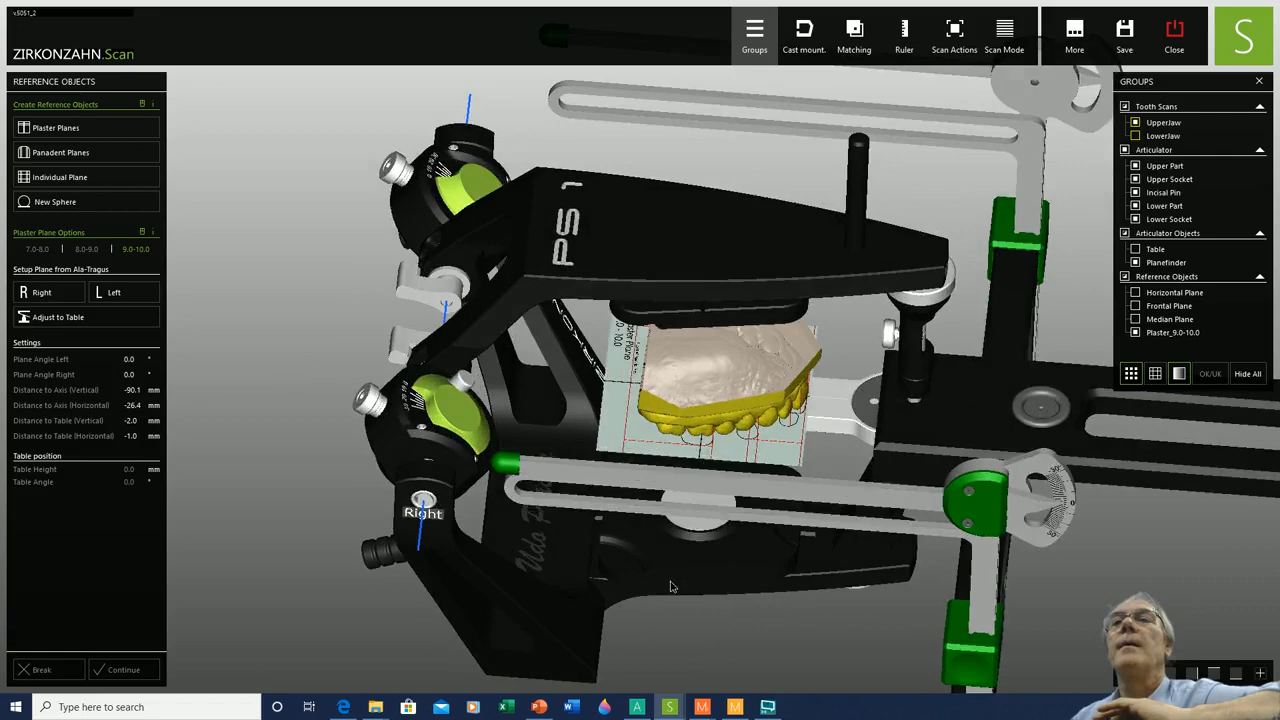 v.5051_2
ZIRKONZAHN.Scan
Groups
Cast mount.
Matching
Ruler
Scan Actions
Scan Mode
More
Save
Close
S
REFERENCE OBJECTS
Create Reference Objects
Plaster Planes
Panadent Planes
Individual Plane
New Sphere
Plaster Plane Options
7.0-8.0
8.0-9.0
9.0-10.0
Setup Plane from Ala-Tragus
R Right
L Left
Adjust to Table
Settings
Plane Angle Left 0.0 °
Plane Angle Right 0.0 °
Distance to Axis (Vertical) -90.1 mm
Distance to Axis (Horizontal) -26.4 mm
Distance to Table (Vertical) -2.0 mm
Distance to Table (Horizontal) -1.0 mm
Table position
Table Height 0.0 mm
Table Angle 0.0 °
Break
Continue
PS 1
Right
GROUPS
Tooth Scans
UpperJaw
LowerJaw
Articulator
Upper Part
Upper Socket
Incisal Pin
Lower Part
Lower Socket
Articulator Objects
Table
Planefinder
Reference Objects
Horizontal Plane
Frontal Plane
Median Plane
Plaster_9.0-10.0
OK/UK
Hide All
Type here to search